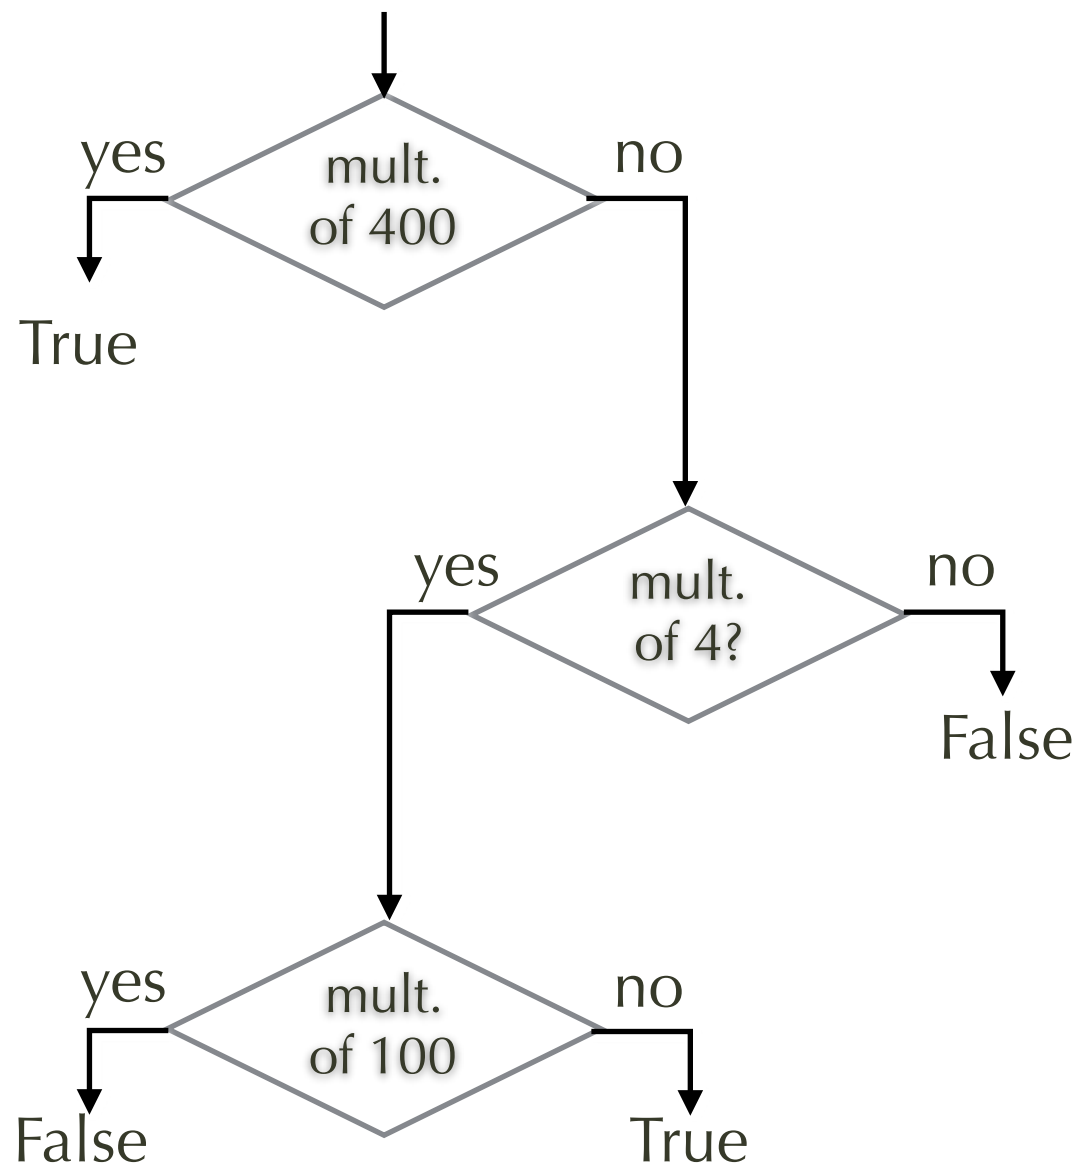 yes
mult.
of 400
no
True
yes
mult.
of 4?
no
False
yes
mult.
of 100
no
False
True